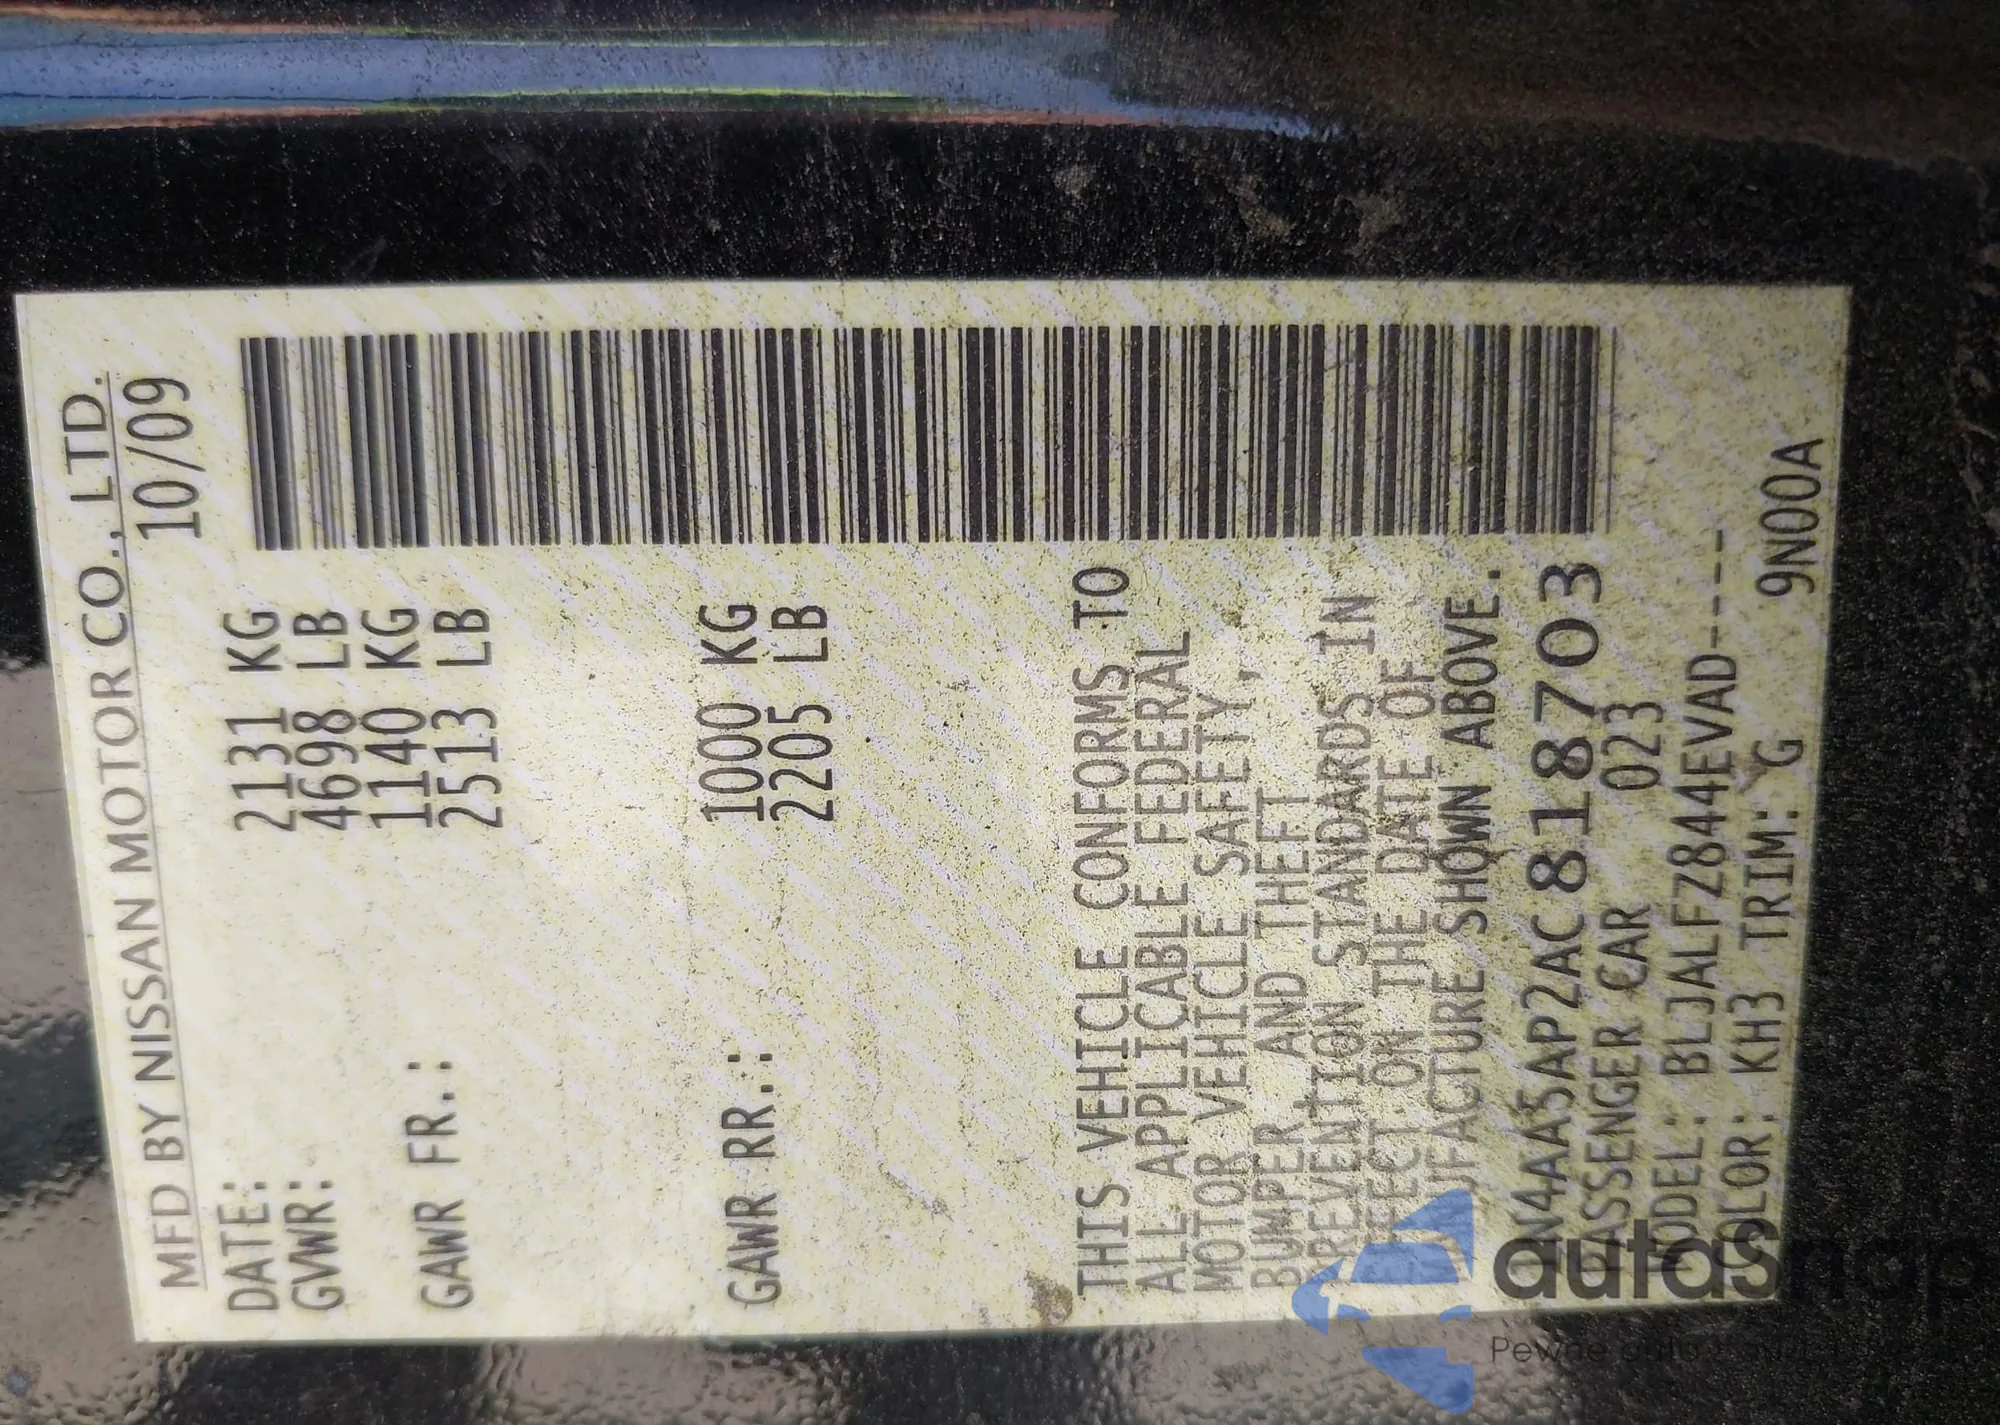 MFD BY NISSAN MOTOR CO., LTD.
DATE: 10/09
GVWR: 2131 KG
4698 LB
GAWR FR.: 1140 KG
2513 LB
GAWR RR.: 1000 KG
2205 LB
THIS VEHICLE CONFORMS TO
ALL APPLICABLE FEDERAL
MOTOR VEHICLE SAFETY,
BUMPER AND THEFT
PREVENTION STANDARDS IN
EFFECT ON THE DATE OF
MANUFACTURE SHOWN ABOVE.
1N4AA5AP2AC818703
PASSENGER CAR 023
MODEL: BLJALFZ844EVAD----
COLOR: KH3 TRIM: G 9N00A
autasnap
Pewne auto